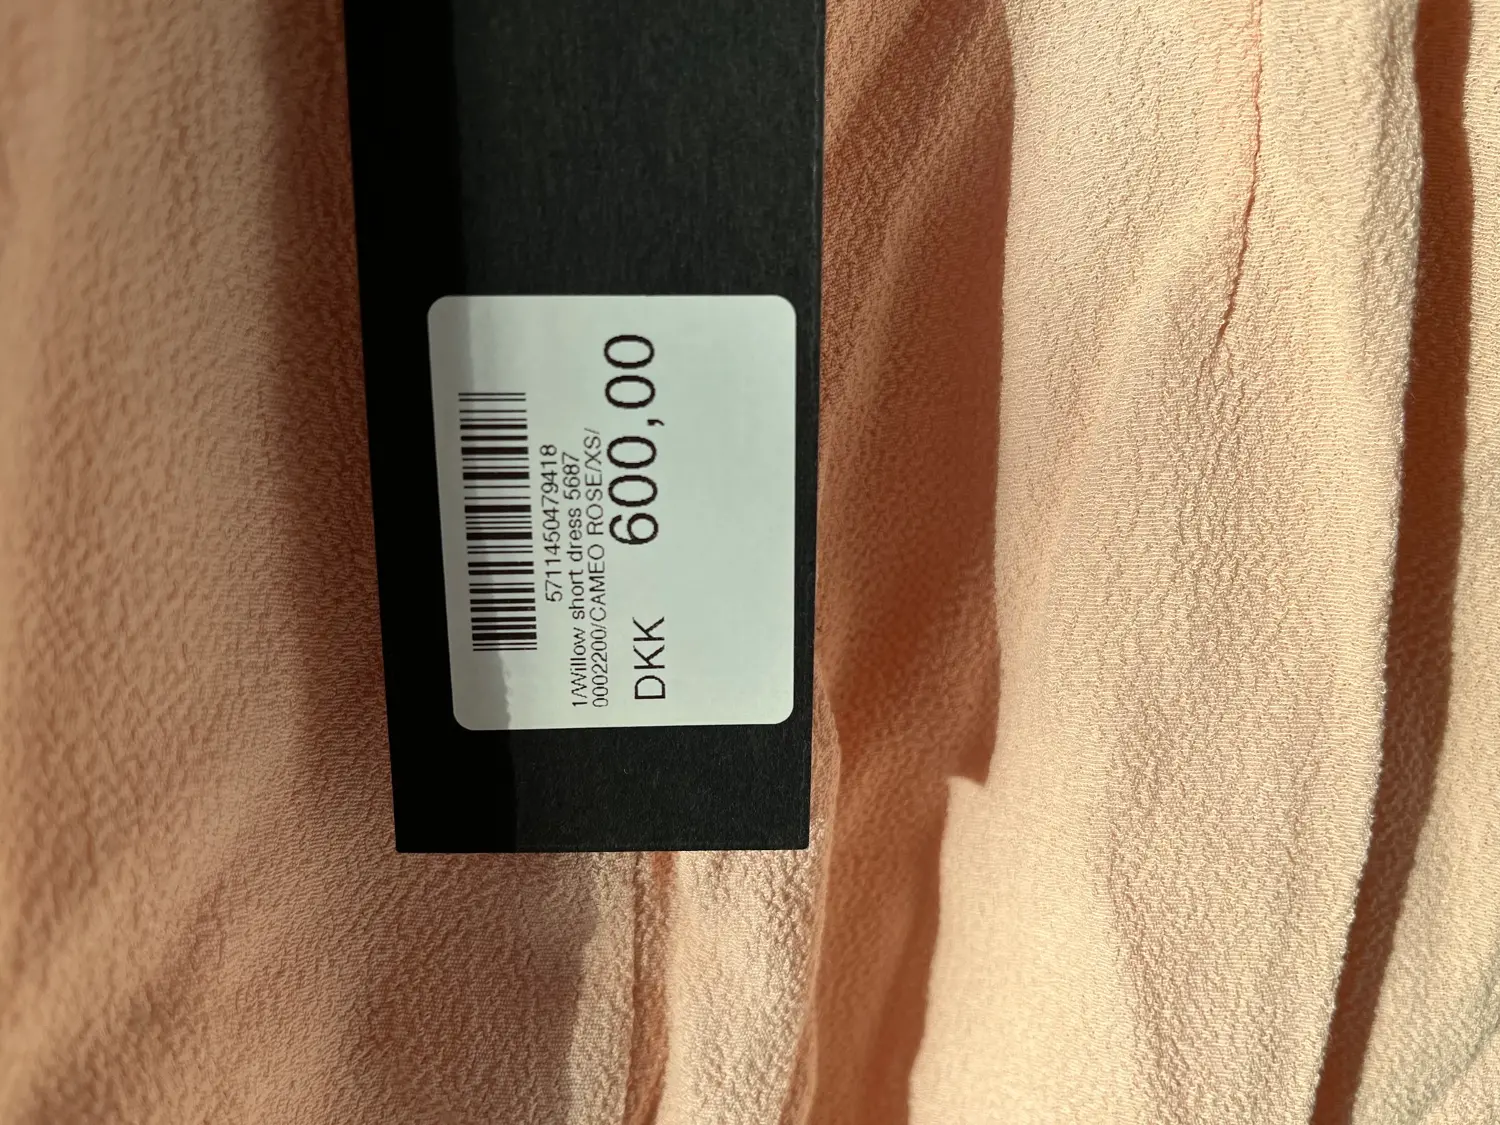 5711450479418
1/Willow short dress 5687
0002200/CAMEO ROSE/XS/
DKK 600,00